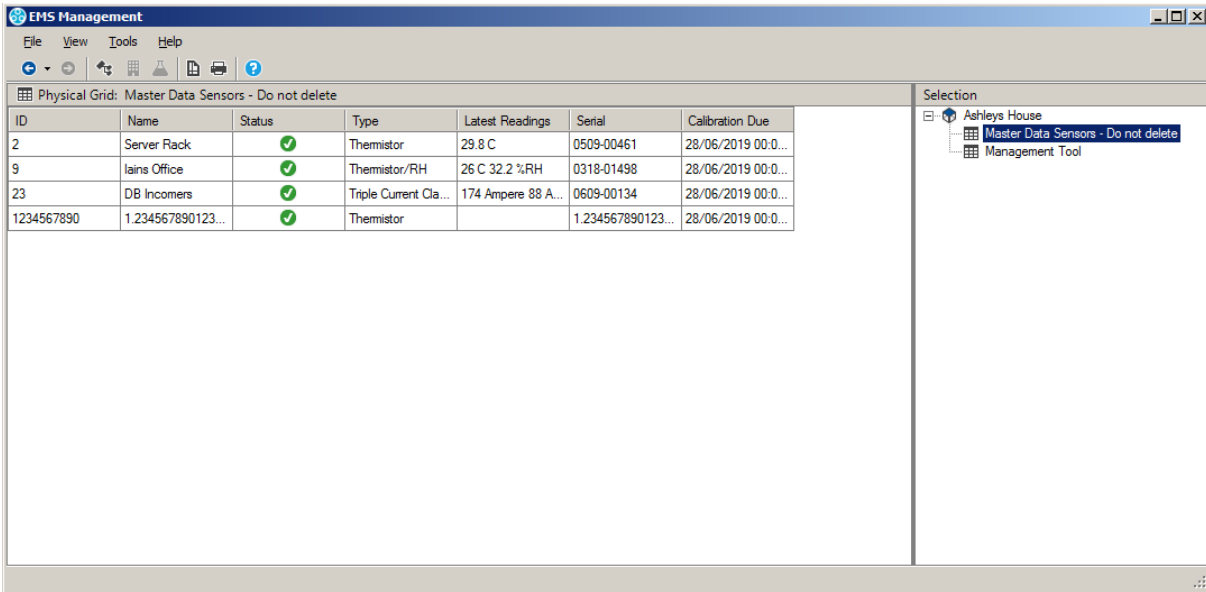 EMS Management
File View Tools Help
Physical Grid: Master Data Sensors - Do not delete
Selection
ID Name Status Type Latest Readings Serial Calibration Due
2 Server Rack Thermistor 29.8 C 0509-00461 28/06/2019 00:0...
9 Iains Office Thermistor/RH 26 C 32.2 %RH 0318-01498 28/06/2019 00:0...
23 DB Incomers Triple Current Cla... 174 Ampere 88 A... 0609-00134 28/06/2019 00:0...
1234567890 1.234567890123... Thermistor 1.234567890123... 28/06/2019 00:0...
Ashleys House
Master Data Sensors - Do not delete
Management Tool